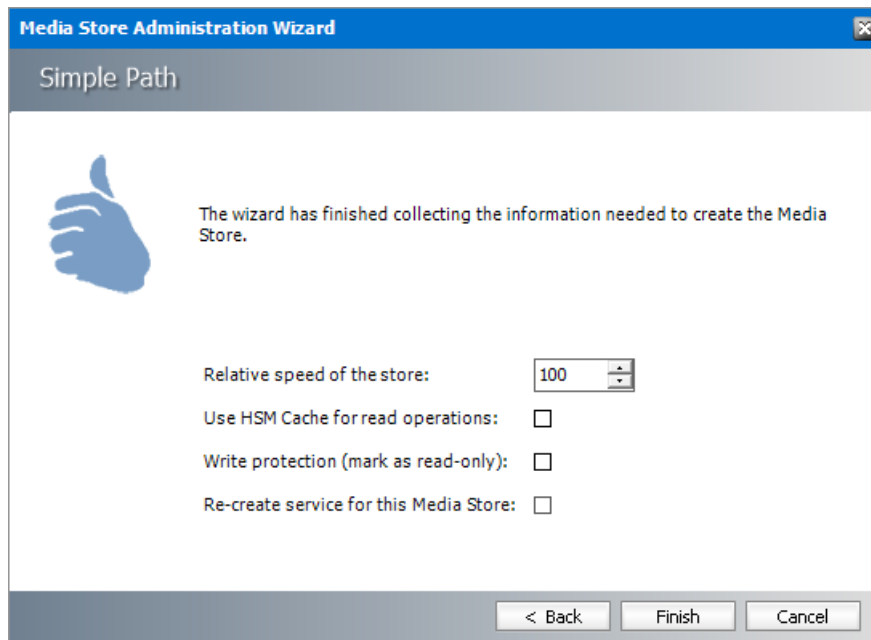 Media Store Administration Wizard
Simple Path
The wizard has finished collecting the information needed to create the Media
Store.
Relative speed of the store:
100
Use HSM Cache for read operations:
Write protection (mark as read-only):
Re-create service for this Media Store:
< Back
Finish
Cancel